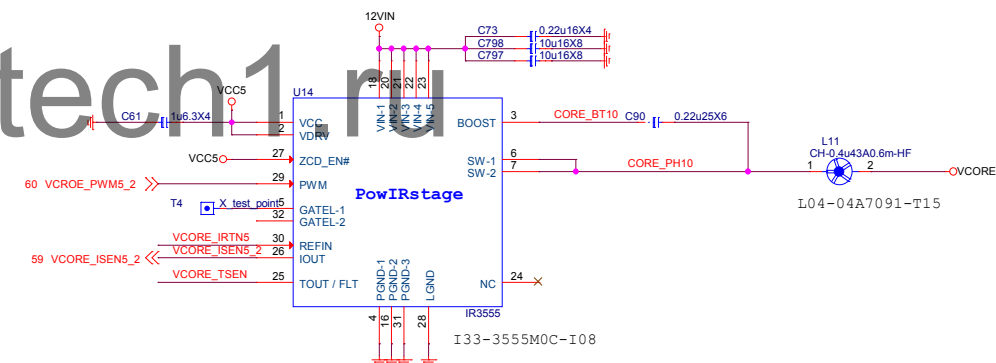 12VIN
C73 0.22u16X4
C798 10u16X8
C797 10u16X8
tech1.ru
18 20 21 22 23
VCC5
U14
VIN-1 VIN-2 VIN-3 VIN-4 VIN-5
C61 1u6.3X4
1 VCC
2 VDRV
BOOST 3 CORE_BT10 C90 0.22u25X6
VCC5 27 ZCD_EN#
SW-1 6
SW-2 7
CORE_PH10
L11
CH-0.4u43A0.6m-HF
1 2
VCORE
L04-04A7091-T15
60 VCROE_PWM5_2 29 PWM
PowIRstage
T4 X_test_point 5 GATEL-1
32 GATEL-2
VCORE_IRTN5 30 REFIN
59 VCORE_ISEN5_2 VCORE_ISEN5_2 26 IOUT
VCORE_TSEN 25 TOUT / FLT
PGND-1 PGND-2 PGND-3 LGND
NC 24
4 16 31 28
IR3555
I33-3555M0C-I08